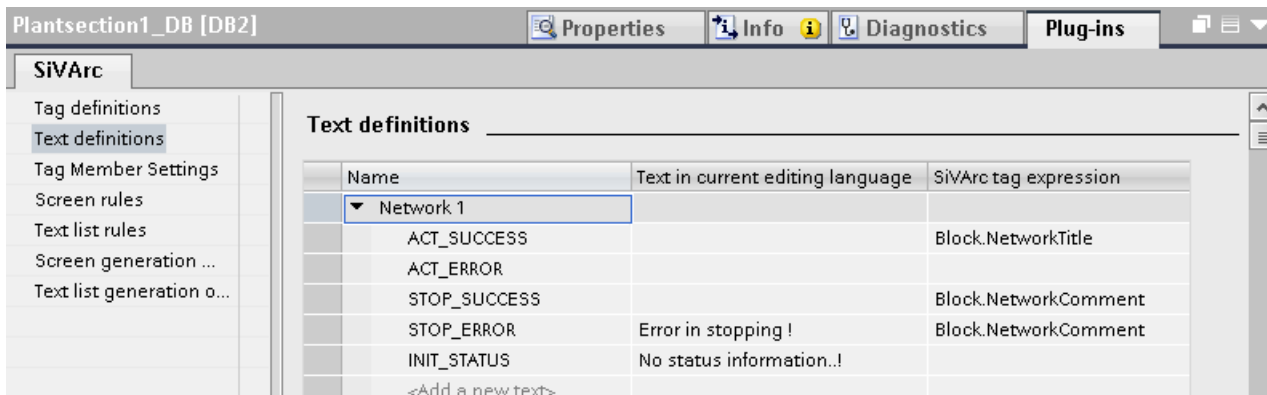 Plantsection1_DB [DB2] Properties Info Diagnostics Plug-ins
SiVArc
Tag definitions
Text definitions
Tag Member Settings
Screen rules
Text list rules
Screen generation ...
Text list generation o...
Text definitions
Name Text in current editing language SiVArc tag expression
Network 1
ACT_SUCCESS Block.NetworkTitle
ACT_ERROR
STOP_SUCCESS Block.NetworkComment
STOP_ERROR Error in stopping ! Block.NetworkComment
INIT_STATUS No status information..!
<Add a new text>